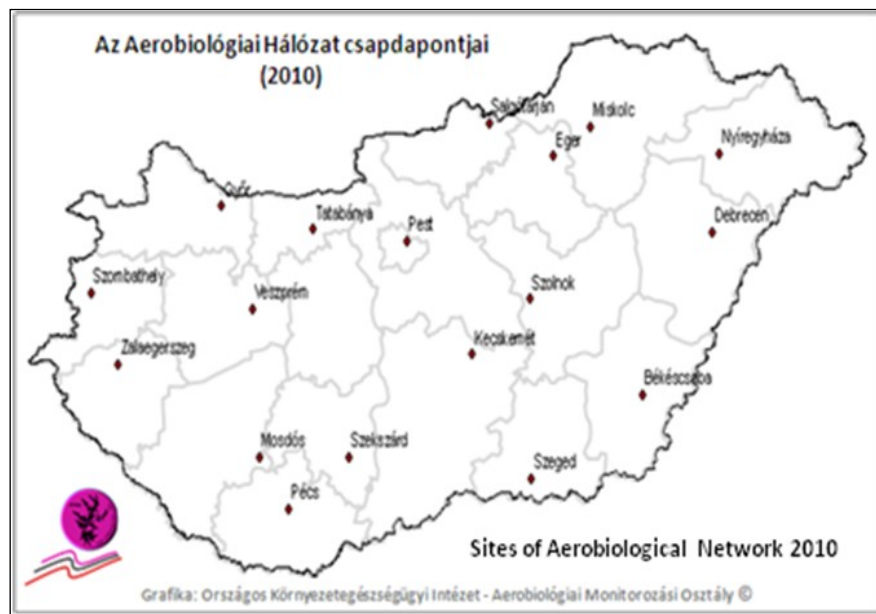 Az Aerobiológiai Hálózat csapdapontjai
(2010)
Salgótarján
Miskolc
Eger
Nyíregyháza
Győr
Tatabánya
Pest
Debrecen
Szombathely
Veszprém
Szolnok
Zalaegerszeg
Kecskemét
Békéscsaba
Mosdós
Szekszárd
Szeged
Pécs
Sites of Aerobiological Network 2010
Grafika: Országos Környezetegészségügyi Intézet - Aerobiológiai Monitorozási Osztály ©